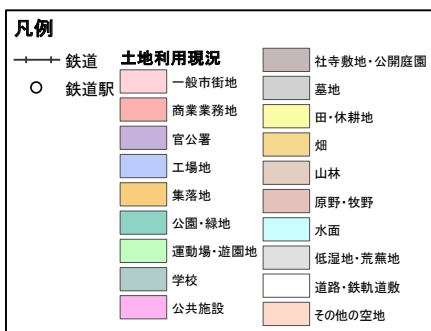 凡例
鉄道
鉄道駅
土地利用現況
一般市街地
商業業務地
官公署
工場地
集落地
公園・緑地
運動場・遊園地
学校
公共施設
社寺敷地・公開庭園
墓地
田・休耕地
畑
山林
原野・牧野
水面
低湿地・荒蕪地
道路・鉄軌道敷
その他の空地